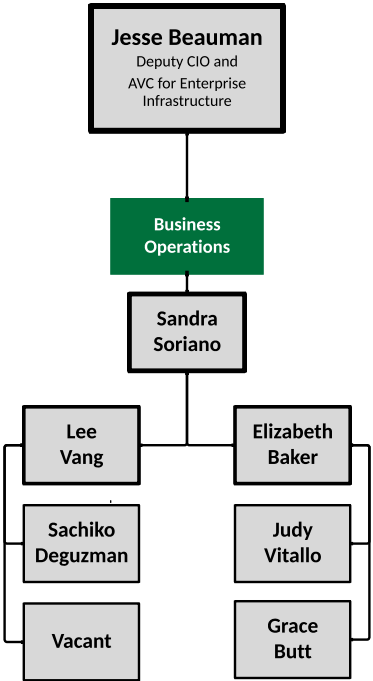 Jesse Beauman
Deputy CIO and
AVC for Enterprise
Infrastructure
Business
Operations
Sandra
Soriano
Lee
Vang
Elizabeth
Baker
Sachiko
Deguzman
Judy
Vitallo
Vacant
Grace
Butt